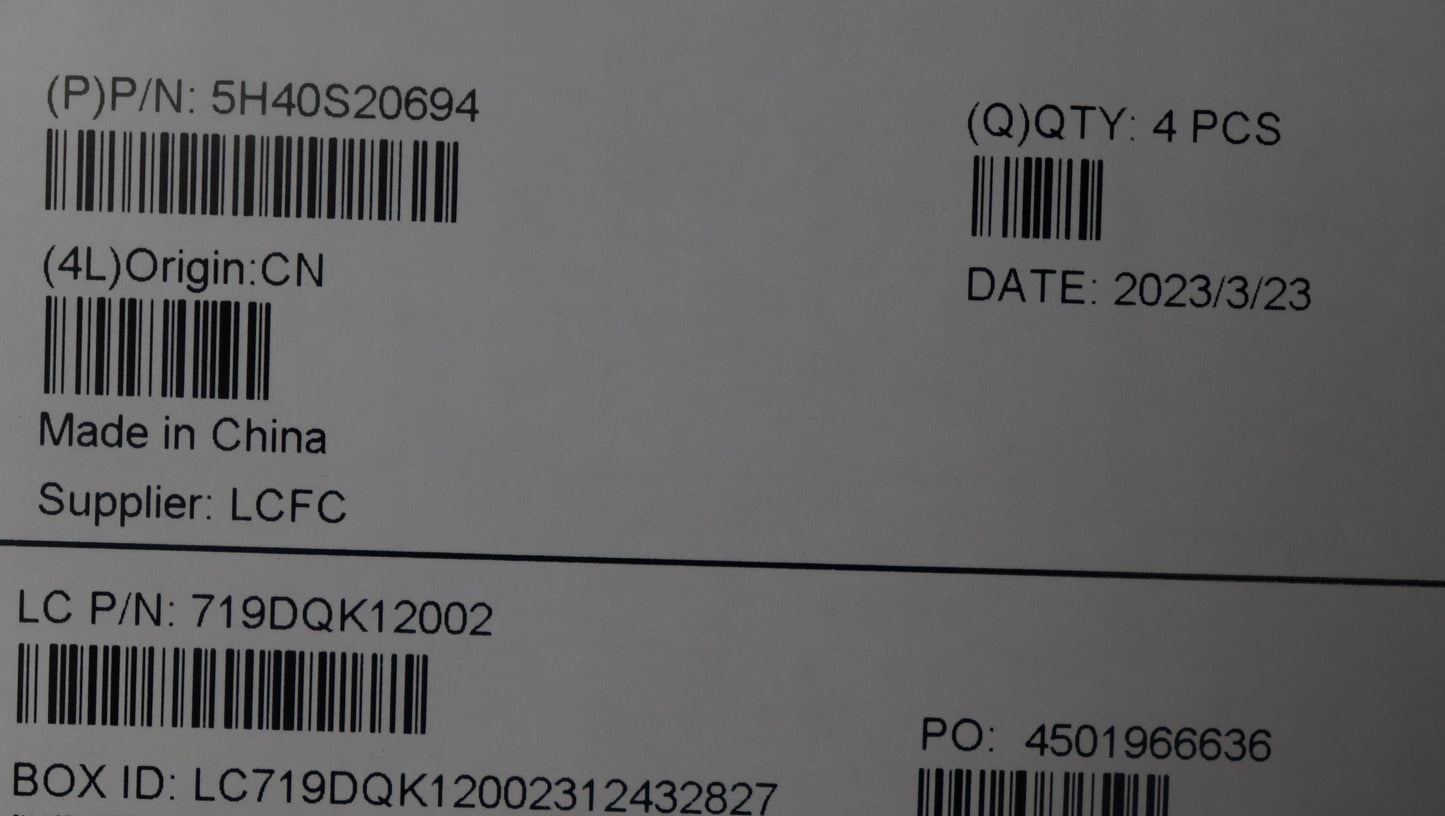 (P)P/N: 5H40S20694
(Q)QTY: 4 PCS
(4L)Origin:CN
DATE: 2023/3/23
Made in China
Supplier: LCFC
LC P/N: 719DQK12002
PO: 4501966636
BOX ID: LC719DQK12002312432827